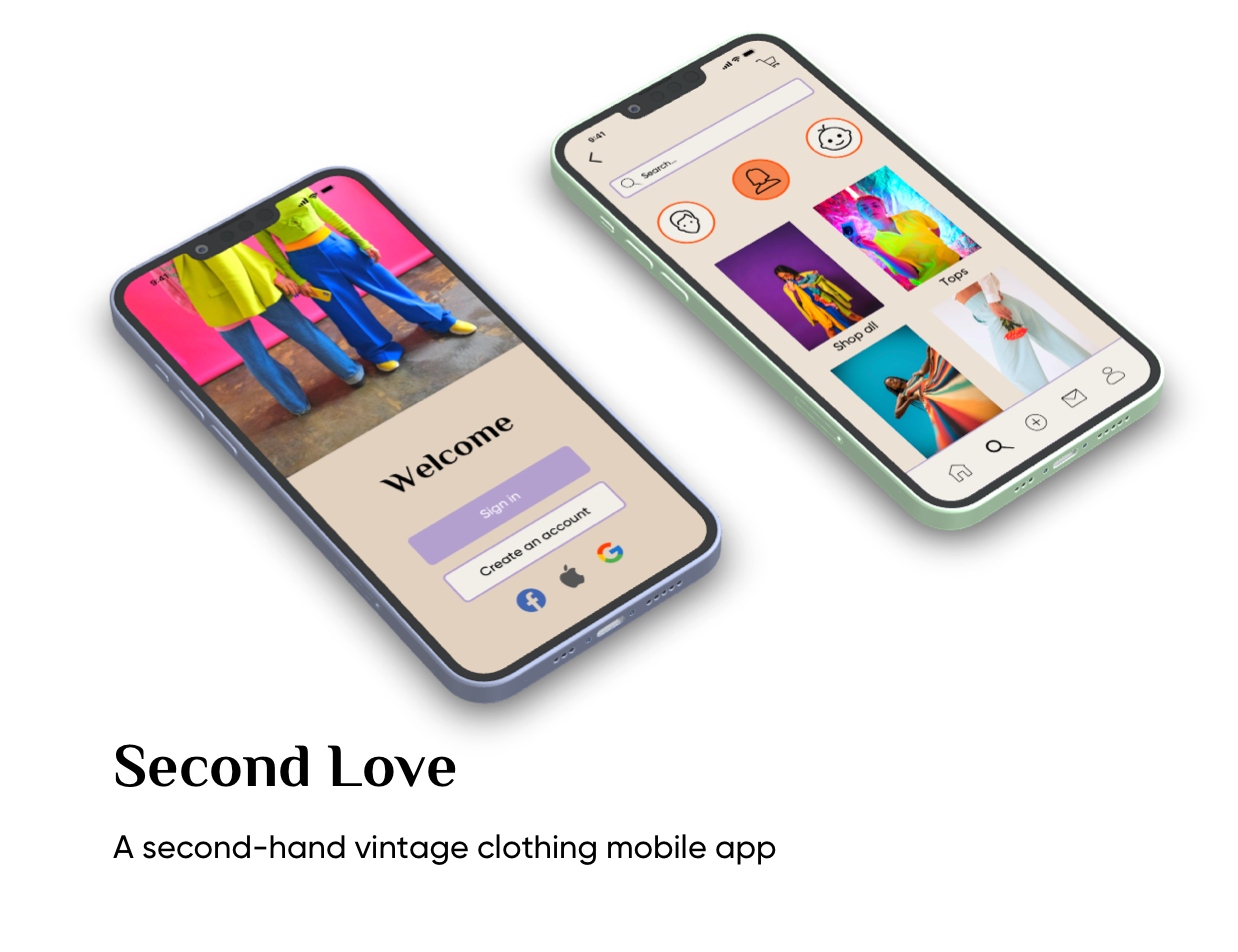 9:41
Search...
Shop all
Tops
9:41
Welcome
Sign in
Create an account
Second Love
A second-hand vintage clothing mobile app